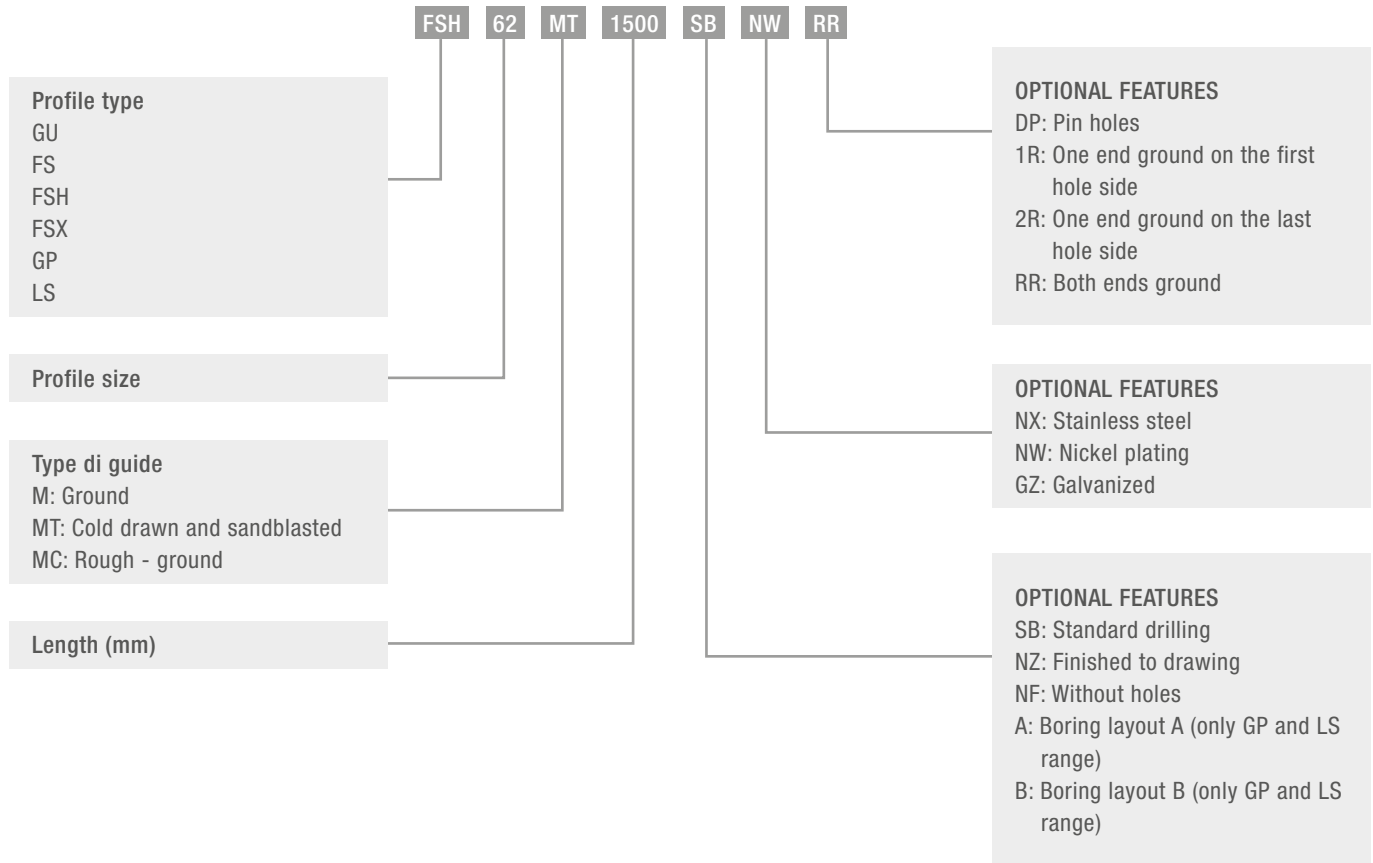 FSH 62 MT 1500 SB NW RR
Profile type
GU
FS
FSH
FSX
GP
LS
Profile size
Type di guide
M: Ground
MT: Cold drawn and sandblasted
MC: Rough - ground
Length (mm)
OPTIONAL FEATURES
DP: Pin holes
1R: One end ground on the first
hole side
2R: One end ground on the last
hole side
RR: Both ends ground
OPTIONAL FEATURES
NX: Stainless steel
NW: Nickel plating
GZ: Galvanized
OPTIONAL FEATURES
SB: Standard drilling
NZ: Finished to drawing
NF: Without holes
A: Boring layout A (only GP and LS
range)
B: Boring layout B (only GP and LS
range)